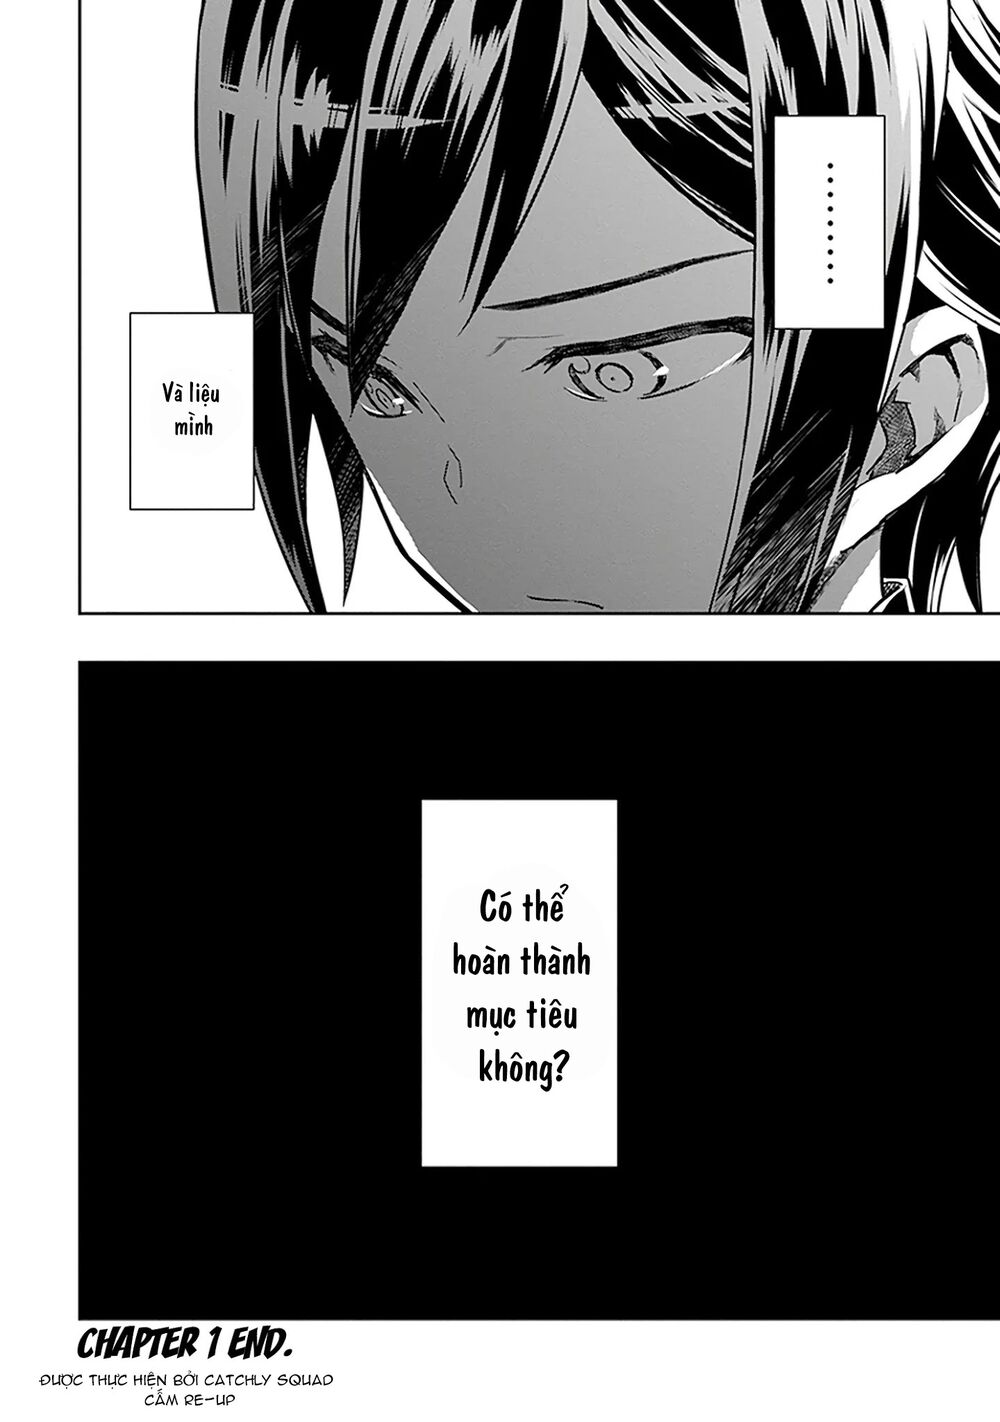 .........
Và liệu
mình
Có thể
hoàn thành
mục tiêu
không?
CHAPTER 1 END.
ĐƯỢC THỰC HIỆN BỞI CATCHLY SQUAD
CẤM RE-UP